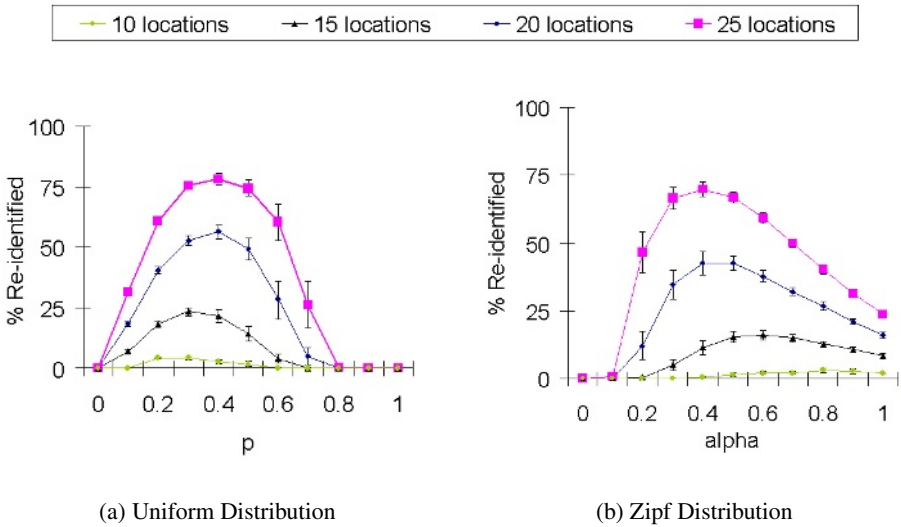 10 locations 15 locations 20 locations 25 locations
100
75
50
25
0
% Re-identified
0 0.2 0.4 0.6 0.8 1
p
100
75
50
25
0
% Re-identified
0 0.2 0.4 0.6 0.8 1
alpha
(a) Uniform Distribution
(b) Zipf Distribution